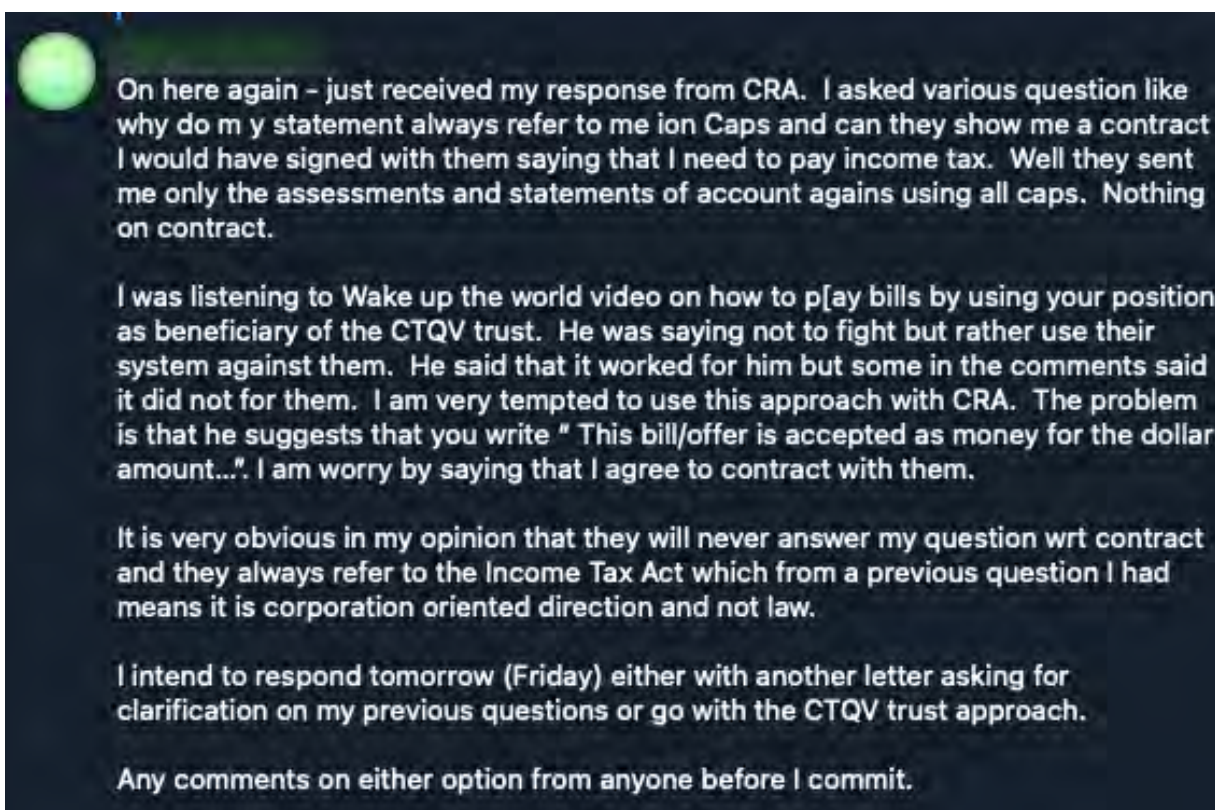 On here again - just received my response from CRA.  I asked various question like
why do m y statement always refer to me ion Caps and can they show me a contract
I would have signed with them saying that I need to pay income tax.  Well they sent
me only the assessments and statements of account agains using all caps.  Nothing
on contract.
I was listening to Wake up the world video on how to p[ay bills by using your position
as beneficiary of the CTQV trust.  He was saying not to fight but rather use their
system against them.  He said that it worked for him but some in the comments said
it did not for them.  I am very tempted to use this approach with CRA.  The problem
is that he suggests that you write " This bill/offer is accepted as money for the dollar
amount...". I am worry by saying that I agree to contract with them.
It is very obvious in my opinion that they will never answer my question wrt contract
and they always refer to the Income Tax Act which from a previous question I had
means it is corporation oriented direction and not law.
I intend to respond tomorrow (Friday) either with another letter asking for
clarification on my previous questions or go with the CTQV trust approach.
Any comments on either option from anyone before I commit.